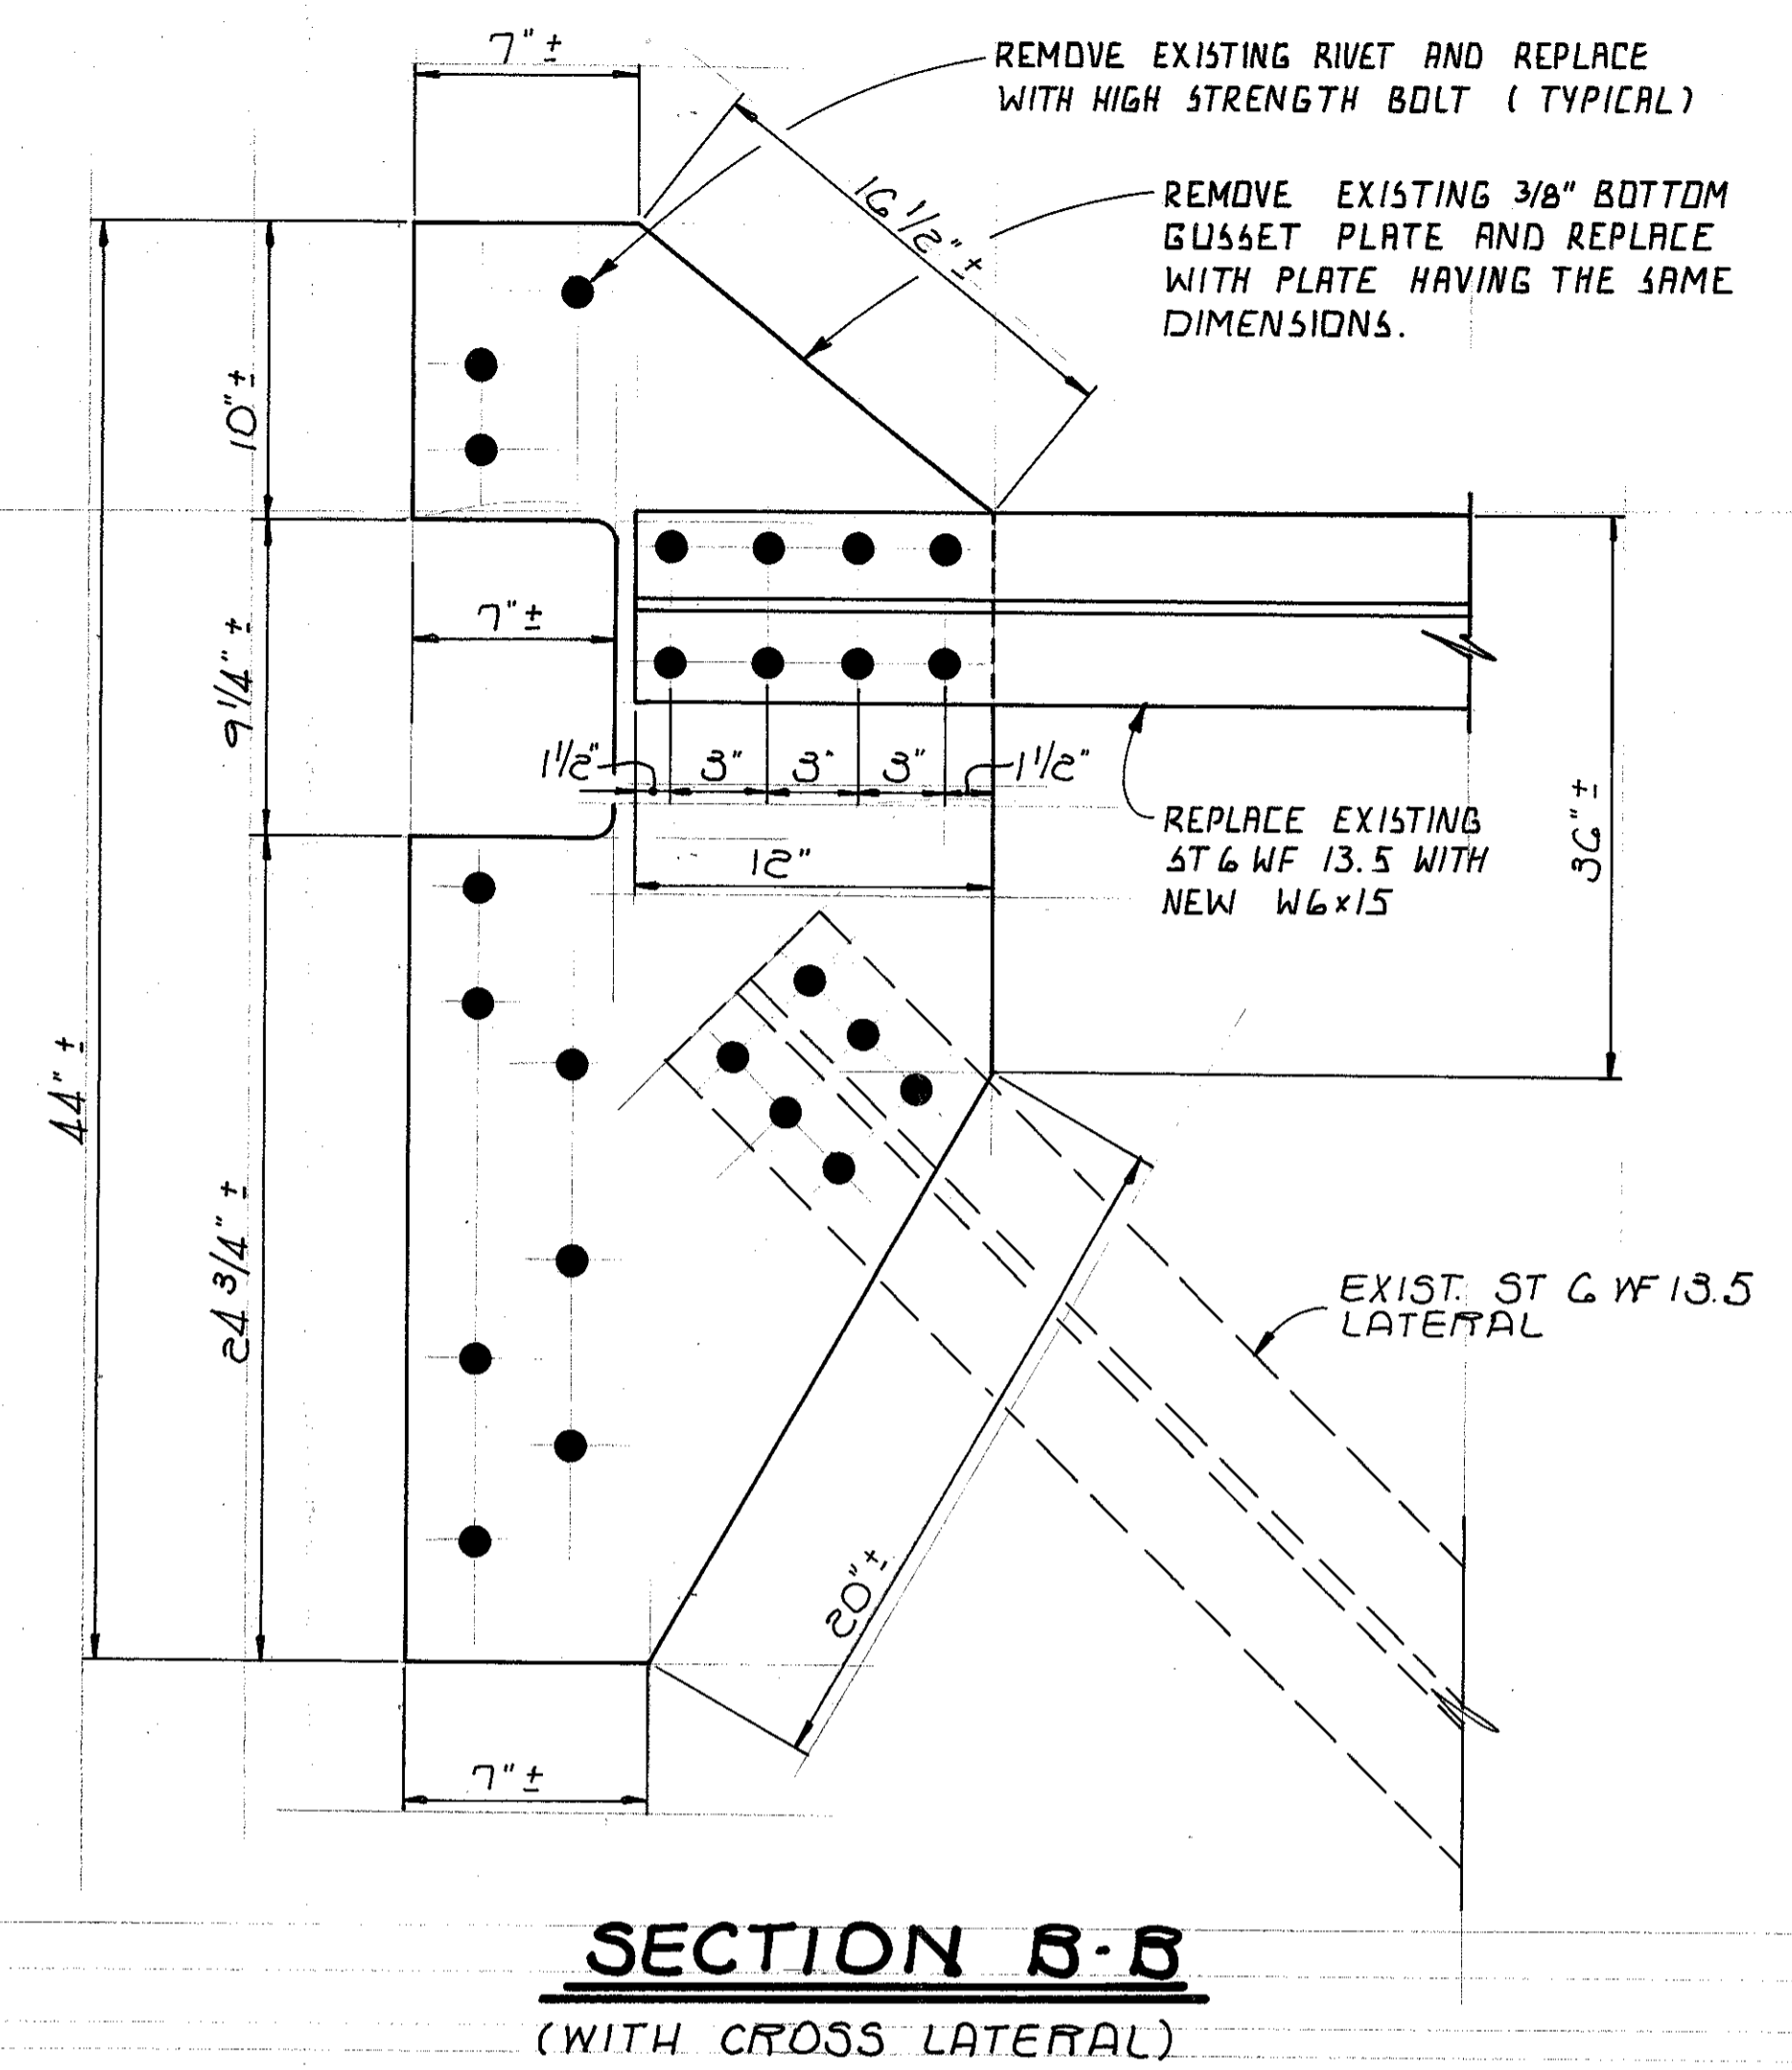 7" ±
REMOVE EXISTING RIVET AND REPLACE
WITH HIGH STRENGTH BOLT ( TYPICAL)
16 1/2" ±
REMOVE EXISTING 3/8" BOTTOM
GUSSET PLATE AND REPLACE
WITH PLATE HAVING THE SAME
DIMENSIONS.
10" ±
7" ±
9 1/4" ±
1 1/2"
3"
3"
3"
1 1/2"
12"
REPLACE EXISTING
ST 6 WF 13.5 WITH
NEW W6x15
36" ±
44" ±
24 3/4" ±
EXIST. ST 6 WF 13.5
LATERAL
20" ±
7" ±
SECTION B-B
(WITH CROSS LATERAL)